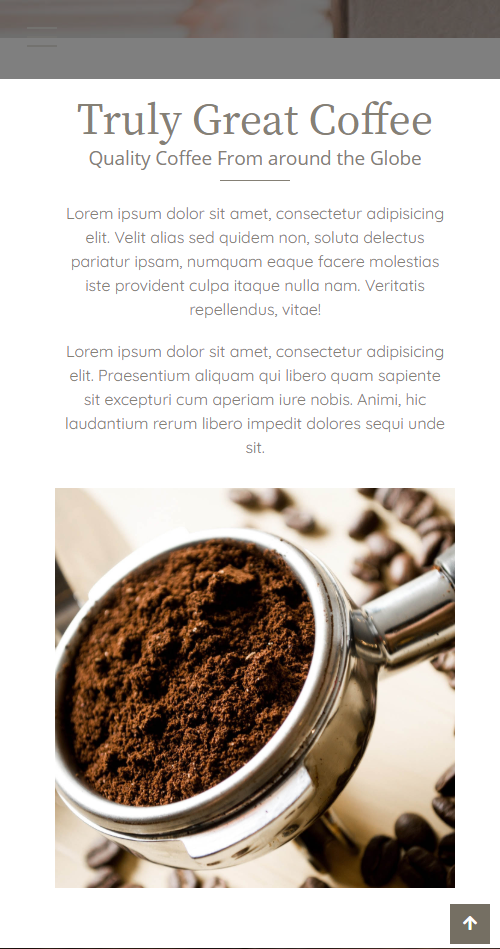 Truly Great Coffee
Quality Coffee From around the Globe
Lorem ipsum dolor sit amet, consectetur adipisicing
elit. Velit alias sed quidem non, soluta delectus
pariatur ipsam, numquam eaque facere molestias
iste provident culpa itaque nulla nam. Veritatis
repellendus, vitae!
Lorem ipsum dolor sit amet, consectetur adipisicing
elit. Praesentium aliquam qui libero quam sapiente
sit excepturi cum aperiam iure nobis. Animi, hic
laudantium rerum libero impedit dolores sequi unde
sit.